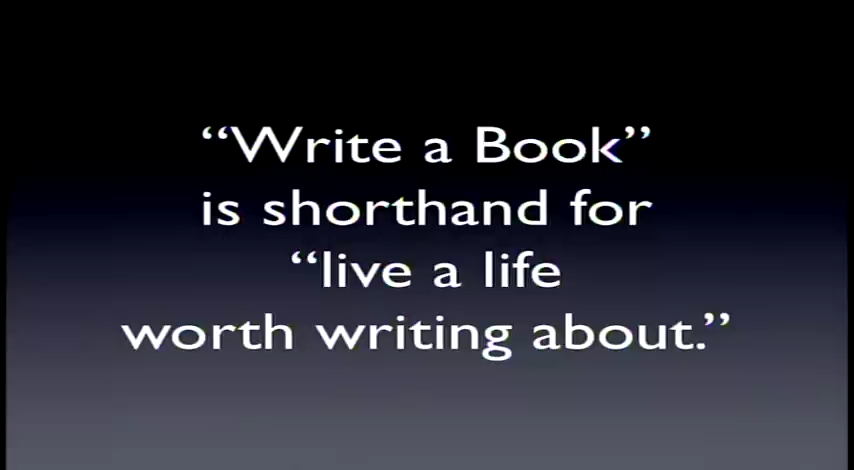 “Write a Book”
is shorthand for
“live a life
worth writing about.”